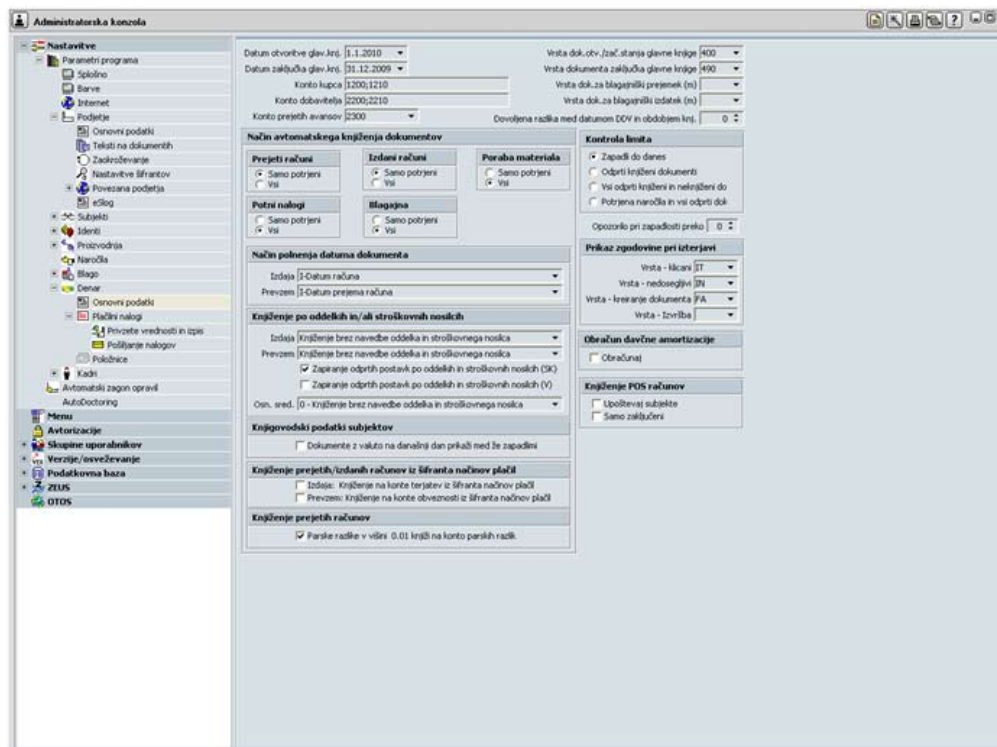 Administratorska konzola
Nastavitve
Parametri programa
Splošno
Barve
Internet
Podjetje
Osnovni podatki
Teksti na dokumentih
Zaokroževanje
Nastavitve šifrantov
Povezana podjetja
eSlog
Subjekti
Identi
Proizvodnja
Naročila
Blago
Denar
Osnovni podatki
Plačilni nalogi
Privzete vrednosti in izpis
Pošiljanje nalogov
Položnice
Kadri
Avtomatski zagon opravil
AutoDoctoring
Menu
Avtorizacije
Skupine uporabnikov
Verzije/osveževanje
Podatkovna baza
ZEUS
OTOS
Datum otvoritve glav.knj. 1.1.2010
Datum zaključka glav.knj. 31.12.2009
Konto kupca 1200;1210
Konto dobavitelja 2200;2210
Konto prejetih avansov 2300
Vrsta dok.otv./zač.stanja glavne knjige 400
Vrsta dokumenta zaključka glavne knjige 490
Vrsta dok.za blagajniški prejemek (m)
Vrsta dok.za blagajniški izdatek (m)
Dovoljena razlika med datumom DDV in obdobjem knj. 0
Način avtomatskega knjiženja dokumentov
Prejeti računi
Samo potrjeni
Vsi
Izdani računi
Samo potrjeni
Vsi
Poraba materiala
Samo potrjeni
Vsi
Potni nalogi
Samo potrjeni
Vsi
Blagajna
Samo potrjeni
Vsi
Način polnenja datuma dokumenta
Izdaja I-Datum računa
Prevzem I-Datum prejema računa
Knjiženje po oddelkih in/ali stroškovnih nosilcih
Izdaja Knjiženje brez navedbe oddelka in stroškovnega nosilca
Prevzem Knjiženje brez navedbe oddelka in stroškovnega nosilca
Zapiranje odprtih postavk po oddelkih in stroškovnih nosilcih (SK)
Zapiranje odprtih postavk po oddelkih in stroškovnih nosilcih (V)
Osn. sred. 0 - Knjiženje brez navedbe oddelka in stroškovnega nosilca
Knjigovodski podatki subjektov
Dokumente z valuto na današnji dan prikaži med že zapadlimi
Knjiženje prejetih/izdanih računov iz šifranta načinov plačil
Izdaja: Knjiženje na konte terjatev iz šifranta načinov plačil
Prevzem: Knjiženje na konte obveznosti iz šifranta načinov plačil
Knjiženje prejetih računov
Parske razlike v višini 0.01 knjiži na konto parskih razlik
Kontrola limita
Zapadli do danes
Odprti knjiženi dokumenti
Vsi odprti knjiženi in neknjiženi do
Potrjena naročila in vsi odprti dok
Opozorilo pri zapadlosti preko 0
Prikaz zgodovine pri izterjavi
Vrsta - klicani IT
Vrsta - nedosegljivi IN
Vrsta - kreiranje dokumenta FA
Vrsta - Izvršba
Obračun davčne amortizacije
Obračunaj
Knjiženje POS računov
Upoštevaj subjekte
Samo zaključeni